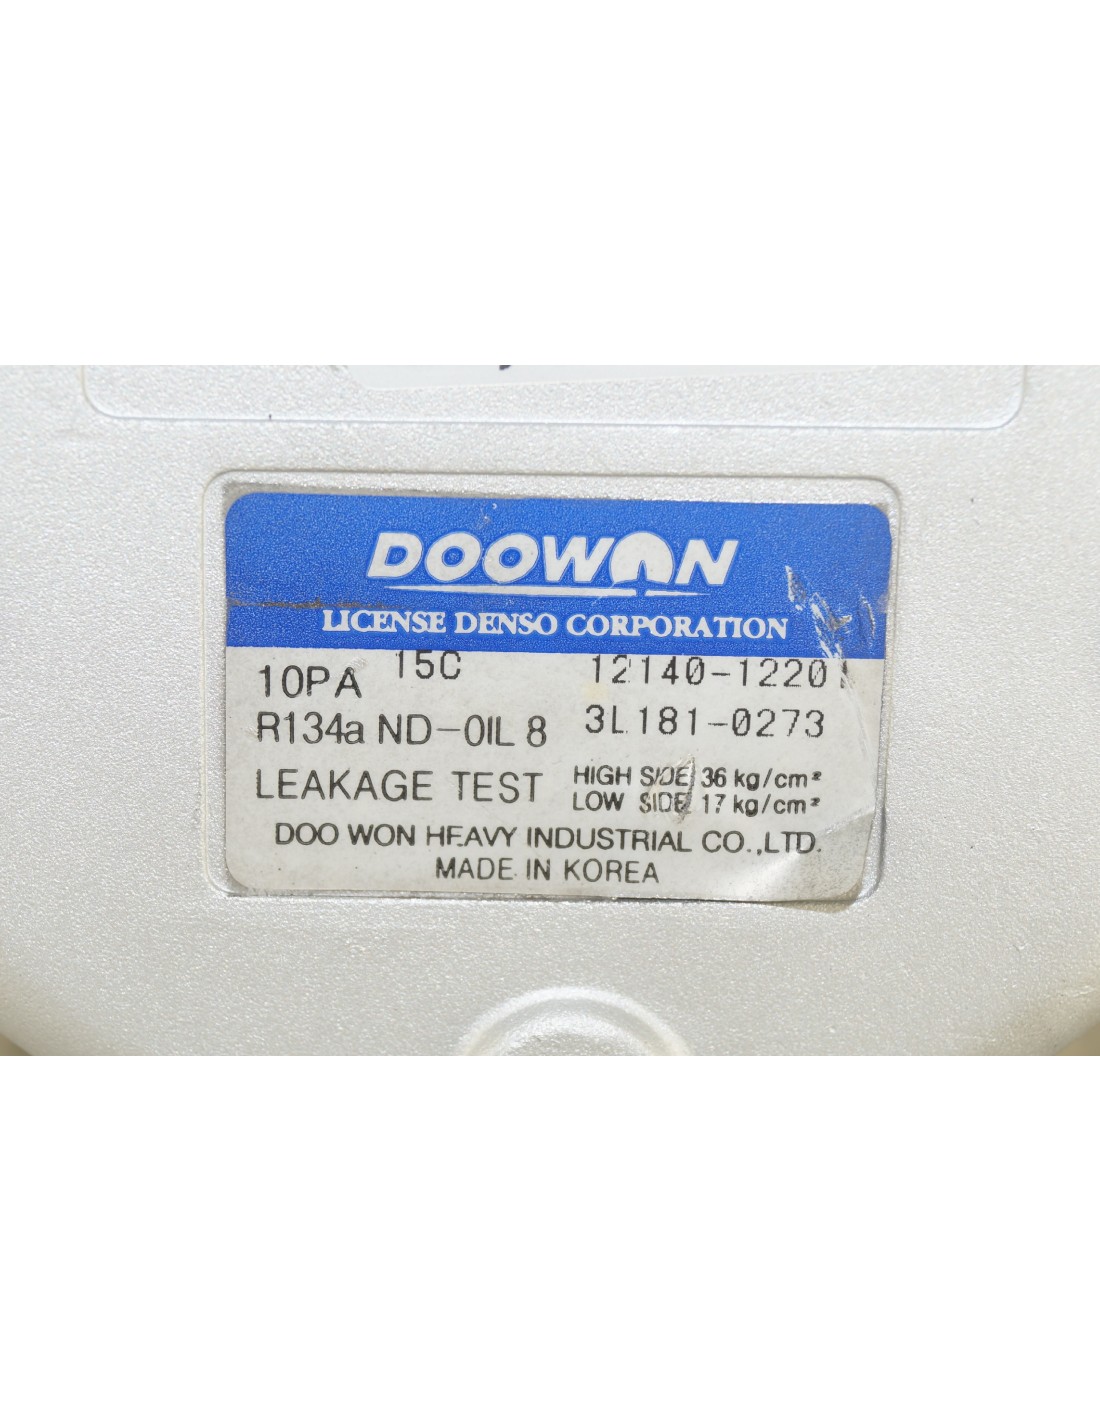 DOOWON
LICENSE DENSO CORPORATION
10PA 15C 12140-12201
R134a ND-OIL 8 3L181-0273
LEAKAGE TEST HIGH SIDE 36 kg/cm²
LOW SIDE 17 kg/cm²
DOO WON HEAVY INDUSTRIAL CO.,LTD.
MADE IN KOREA